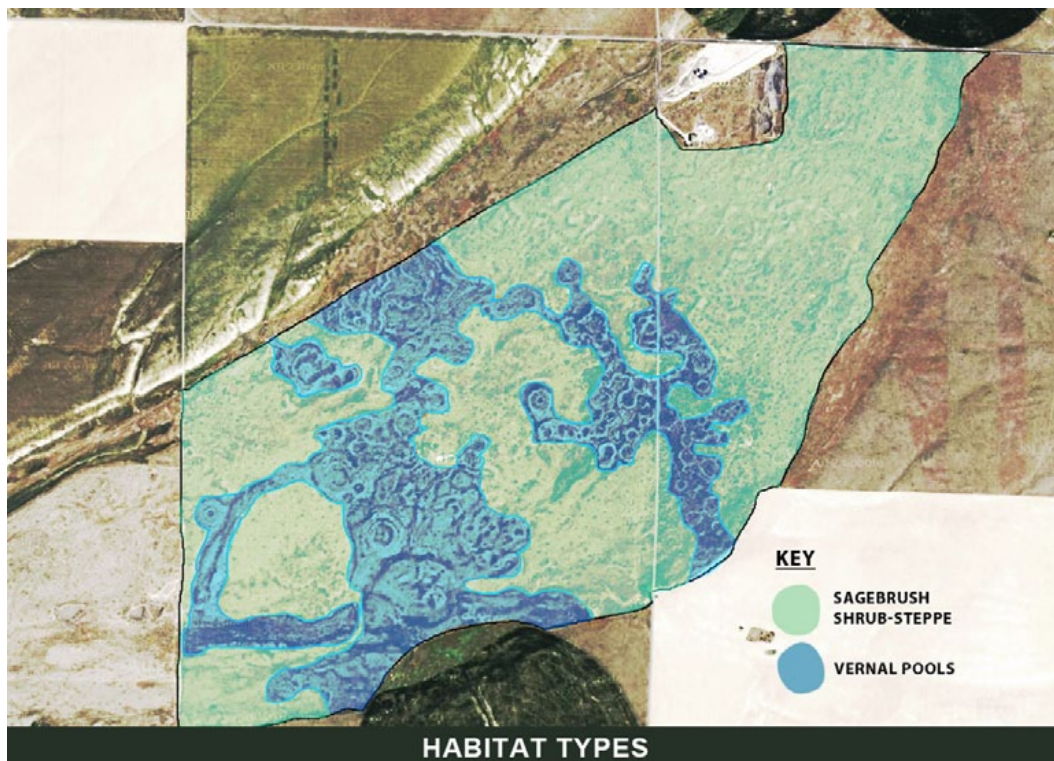 KEY
SAGEBRUSH
SHRUB-STEPPE
VERNAL POOLS
HABITAT TYPES